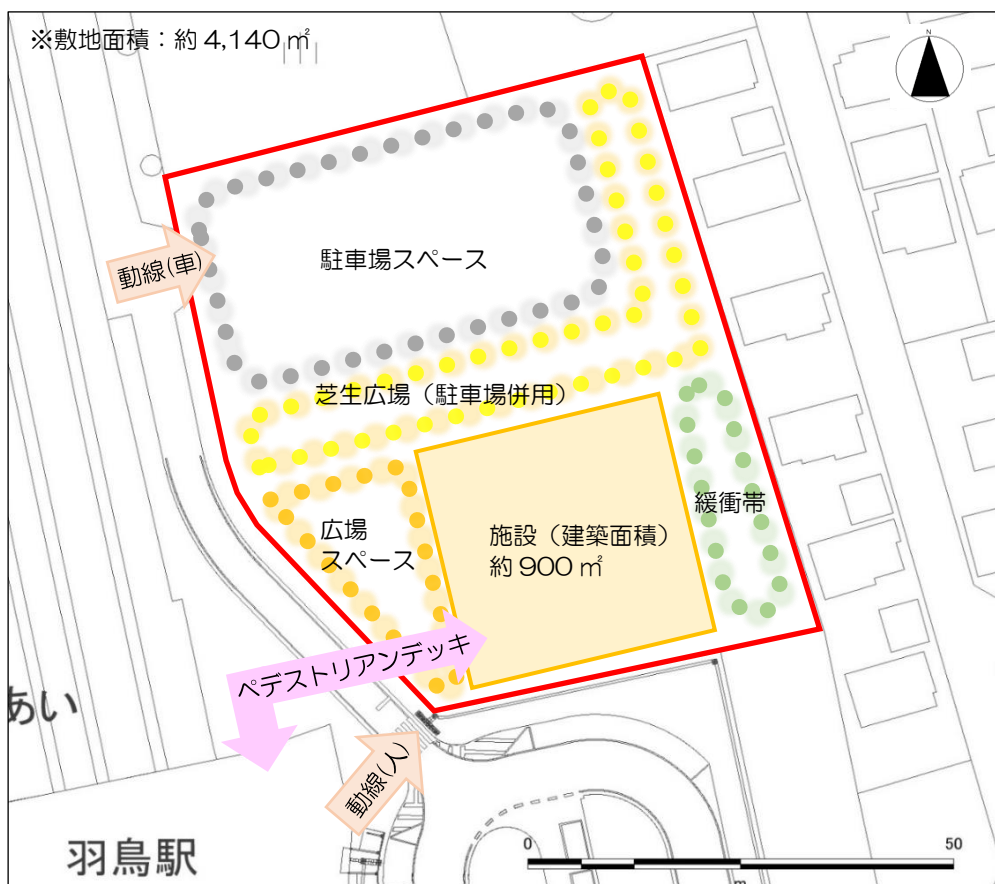 ※敷地面積：約 4,140 ㎡
N
駐車場スペース
動線(車)
芝生広場（駐車場併用）
緩衝帯
広場
スペース
施設（建築面積）
約 900 ㎡
ペデストリアンデッキ
あい
動線(人)
羽鳥駅
0
50
m